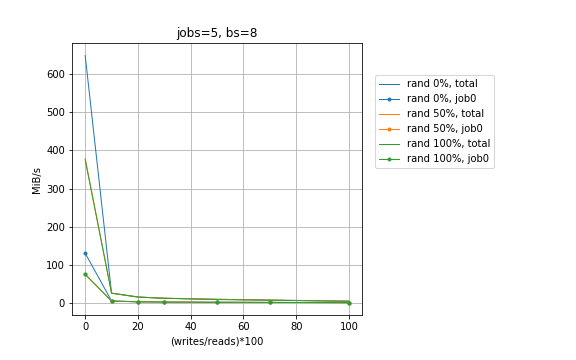 jobs=5, bs=8
600
500
400
300
200
100
0
MiB/s
0 20 40 60 80 100
(writes/reads)*100
rand 0%, total
rand 0%, job0
rand 50%, total
rand 50%, job0
rand 100%, total
rand 100%, job0